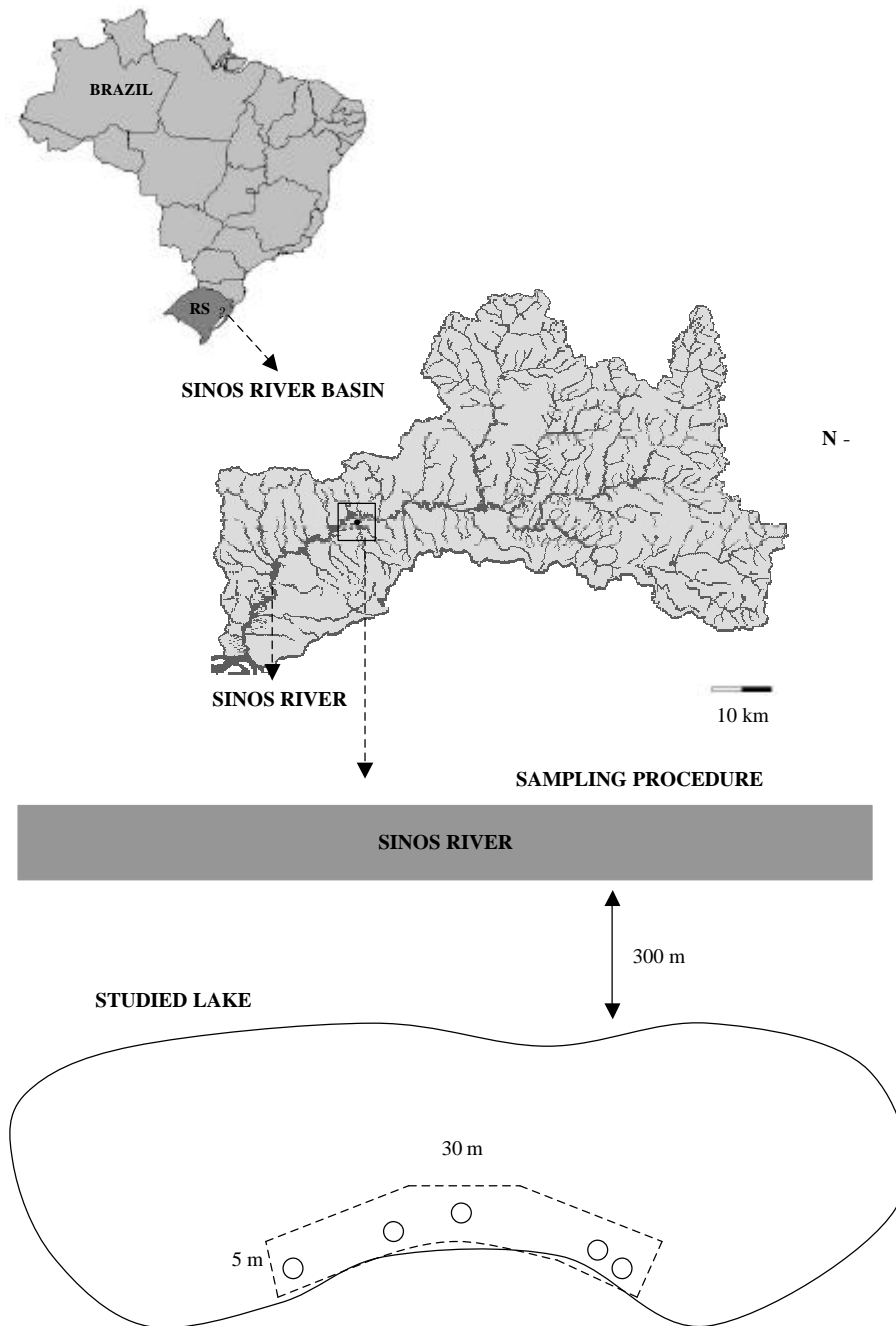 BRAZIL
RS
SINOS RIVER BASIN
N -
SINOS RIVER
10 km
SAMPLING PROCEDURE
SINOS RIVER
300 m
STUDIED LAKE
30 m
5 m